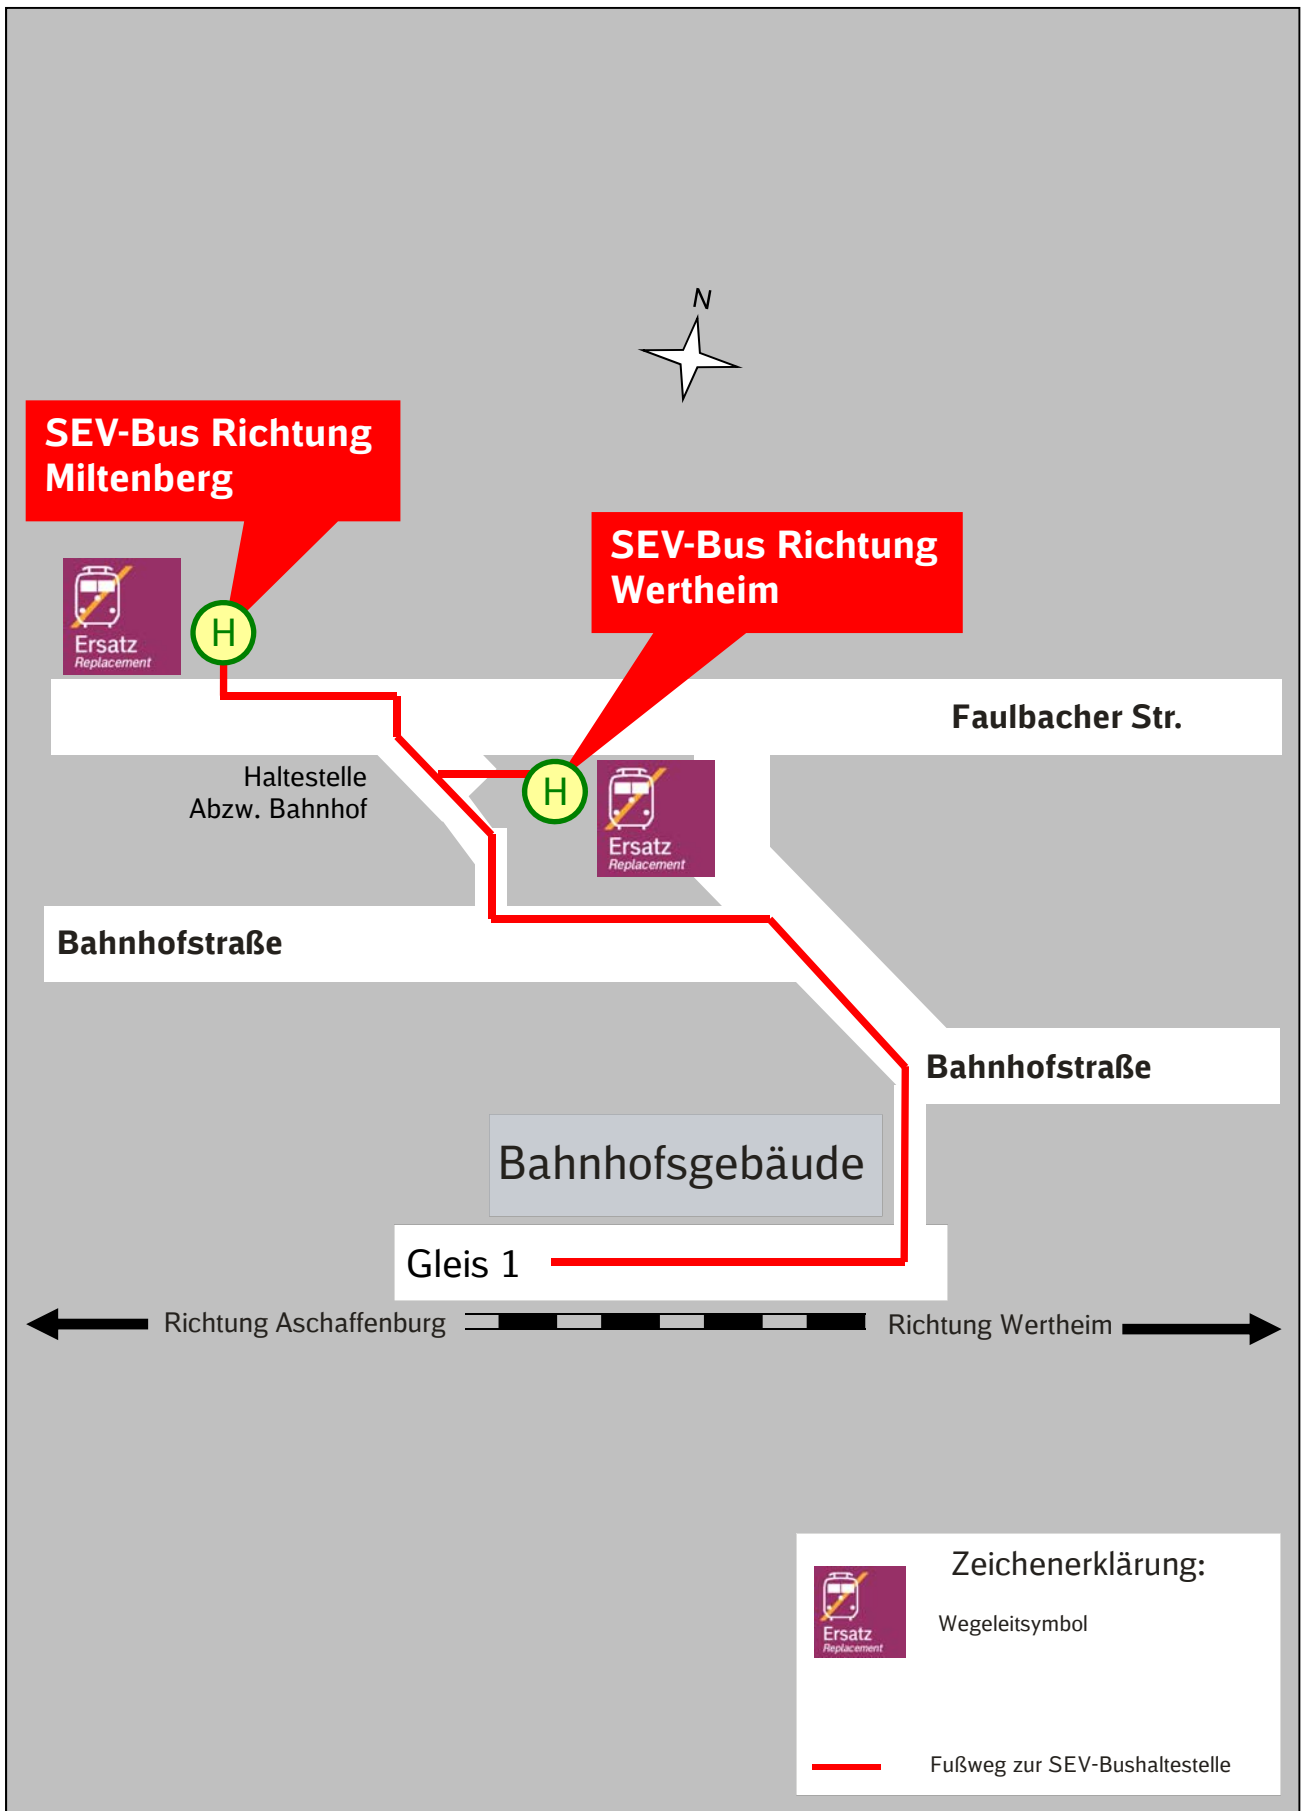 N
SEV-Bus Richtung
Miltenberg
SEV-Bus Richtung
Wertheim
Ersatz
Replacement
H
Faulbacher Str.
Haltestelle
Abzw. Bahnhof
H
Ersatz
Replacement
Bahnhofstraße
Bahnhofstraße
Bahnhofsgebäude
Gleis 1
Richtung Aschaffenburg
Richtung Wertheim
Zeichenerklärung:
Ersatz
Replacement
Wegeleitsymbol
Fußweg zur SEV-Bushaltestelle